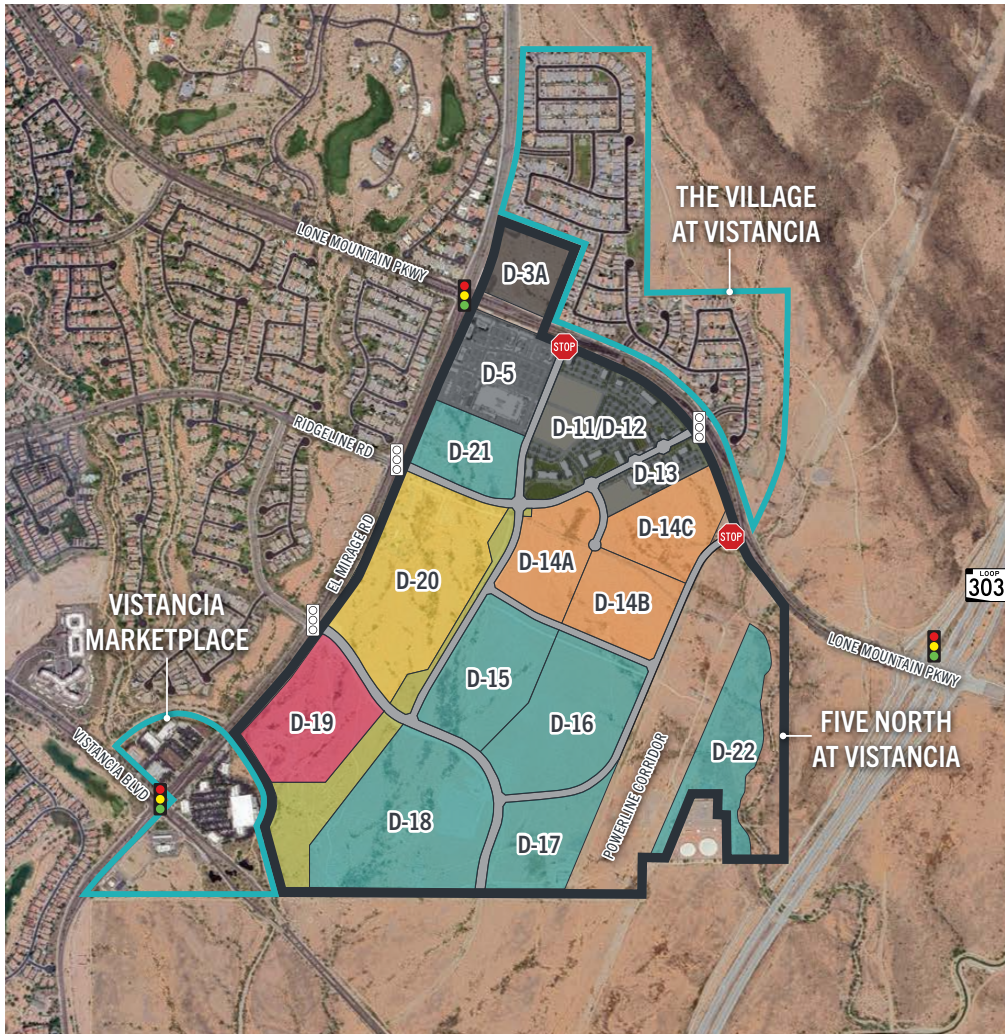 THE VILLAGE
AT VISTANCIA
LONE MOUNTAIN PKWY
D-3A
STOP
D-5
RIDGELINE RD
D-11/D-12
D-21
D-13
D-14C
STOP
EL MIRAGE RD
D-14A
D-20
D-14B
LOOP
303
VISTANCIA
MARKETPLACE
LONE MOUNTAIN PKWY
D-15
D-19
D-16
VISTANCIA BLVD
POWERLINE CORRIDOR
D-22
FIVE NORTH
AT VISTANCIA
D-18
D-17